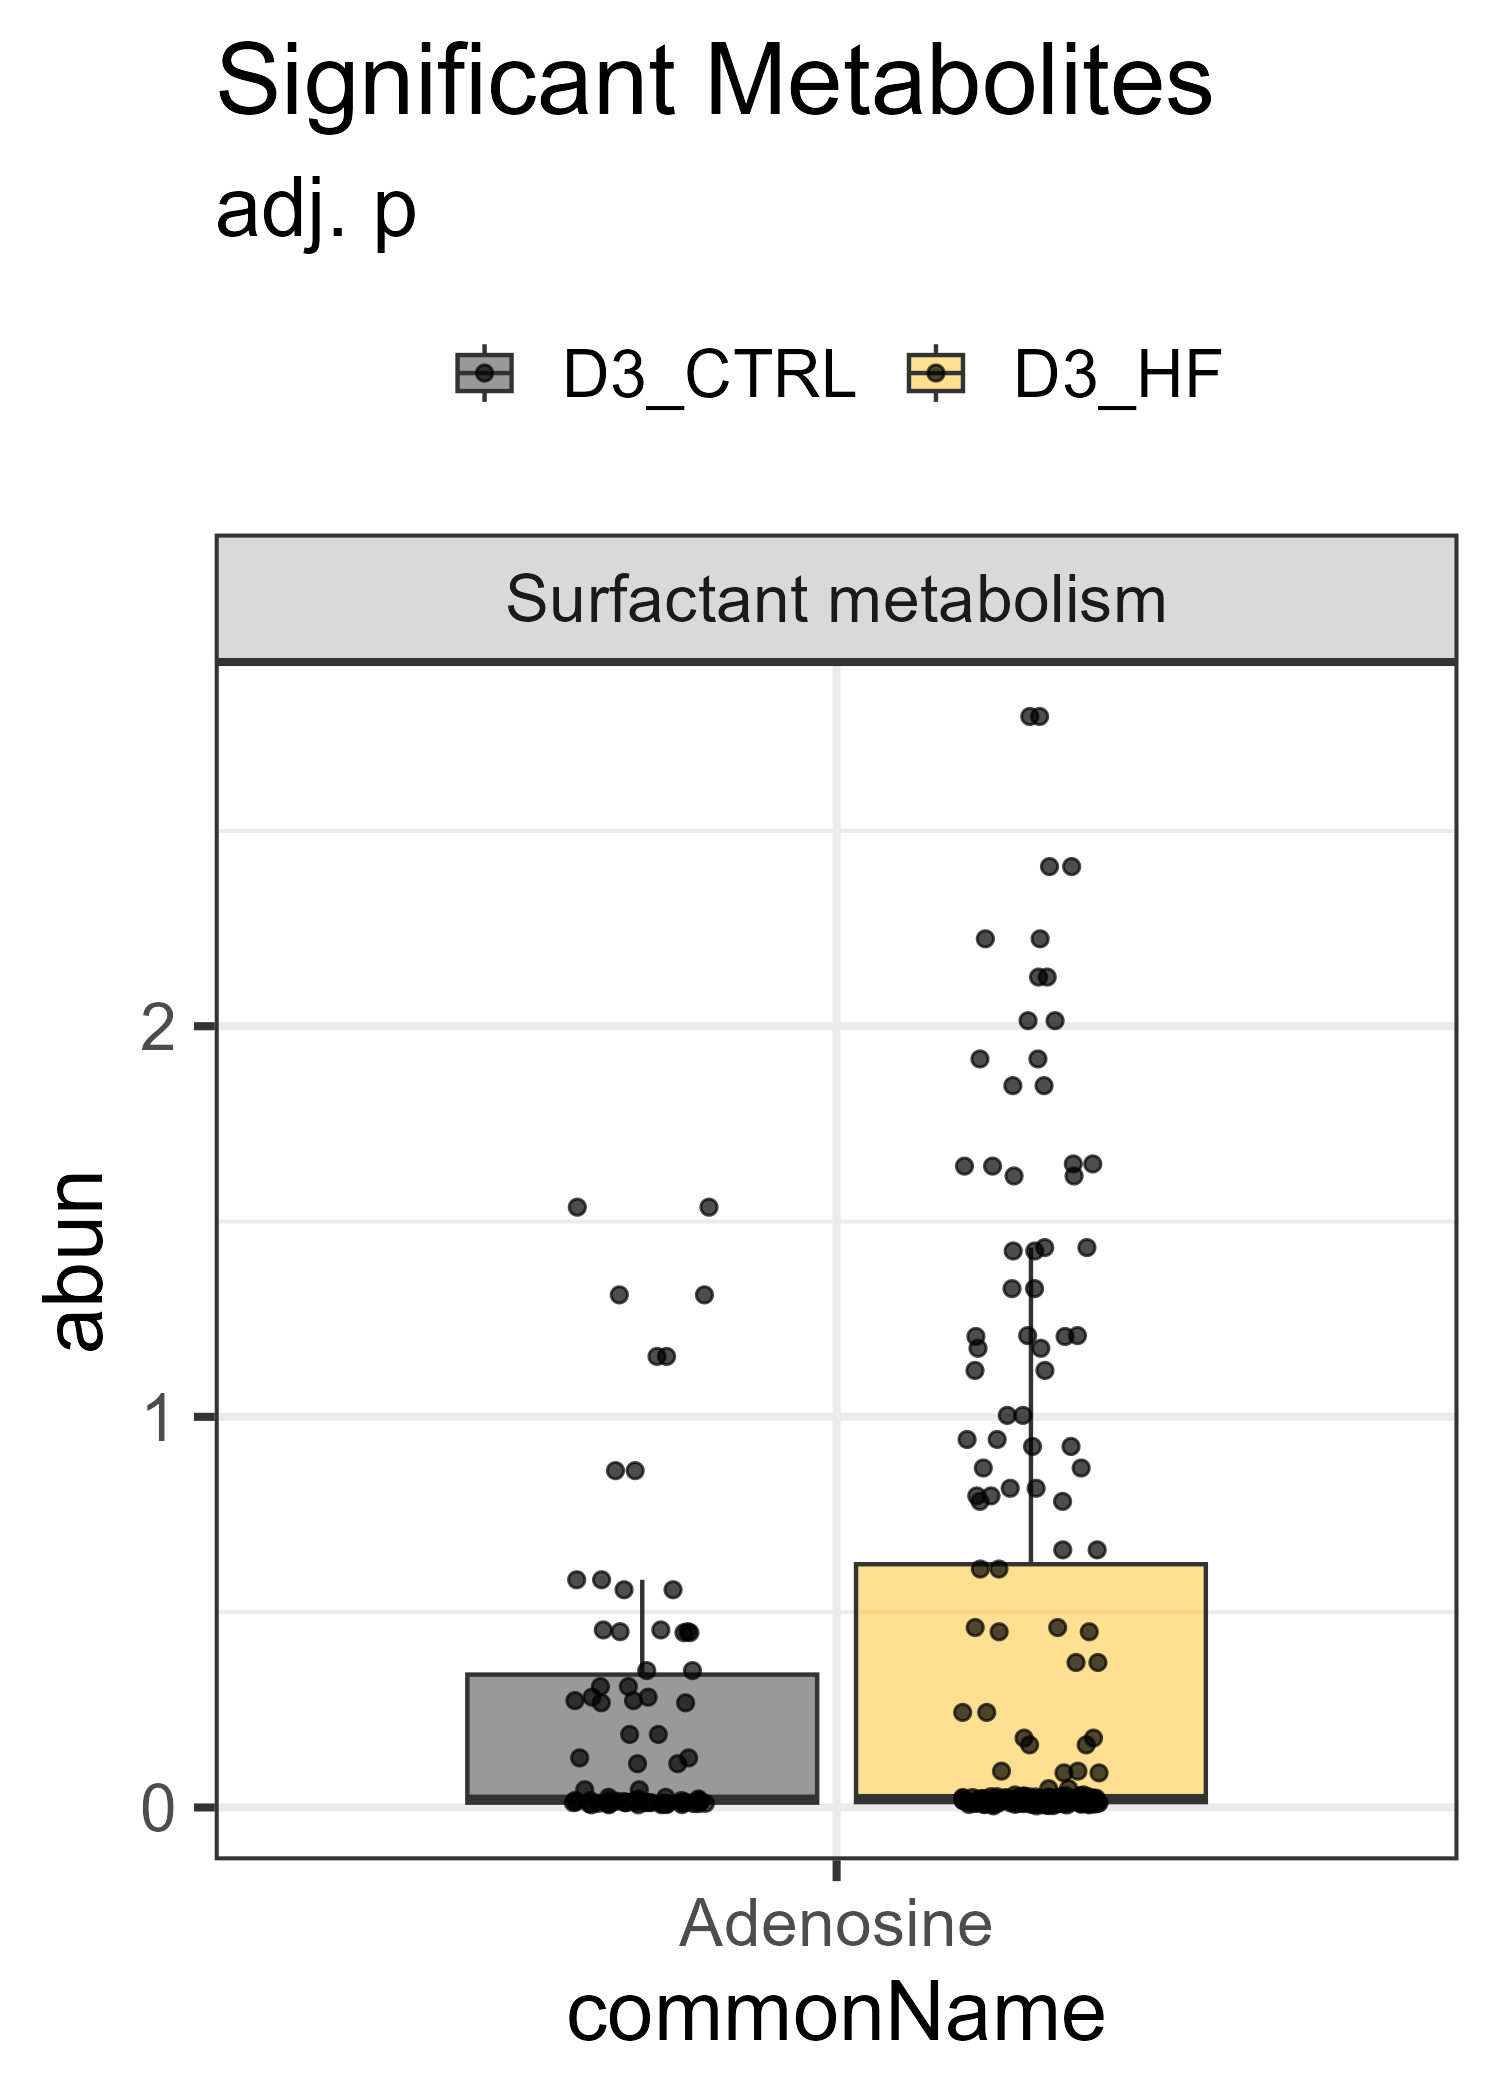 Significant Metabolites
adj. p
D3_CTRL D3_HF
Surfactant metabolism
2
1
0
abun
Adenosine
commonName